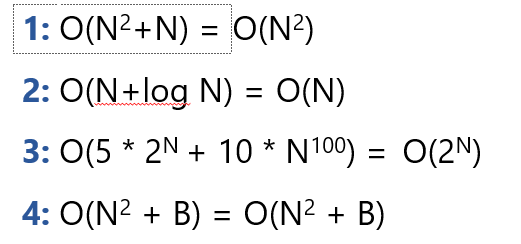 1: O(N²+N) = O(N²)
2: O(N+log N) = O(N)
3: O(5 * 2ᴺ + 10 * N¹⁰⁰) = O(2ᴺ)
4: O(N² + B) = O(N² + B)